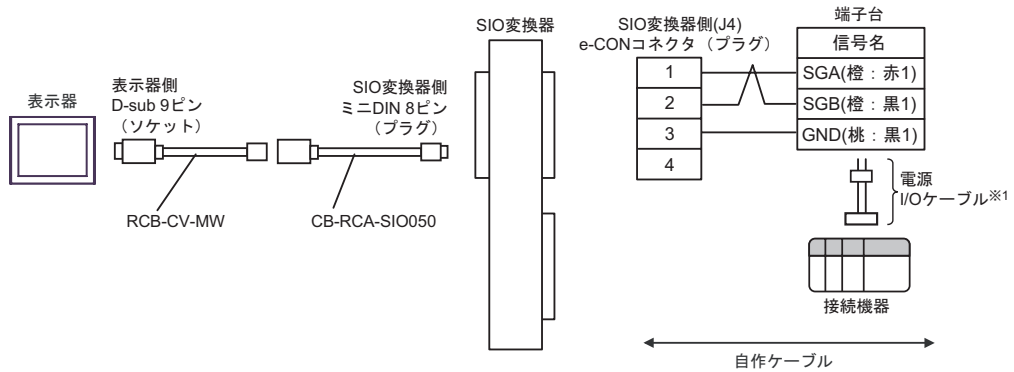 表示器
表示器側
D-sub 9ピン
（ソケット）
RCB-CV-MW
SIO変換器側
ミニDIN 8ピン
（プラグ）
CB-RCA-SIO050
SIO変換器
SIO変換器側(J4)
e-CONコネクタ（プラグ）
1
2
3
4
端子台
信号名
SGA(橙：赤1)
SGB(橙：黒1)
GND(桃：黒1)
電源
I/Oケーブル※1
接続機器
自作ケーブル